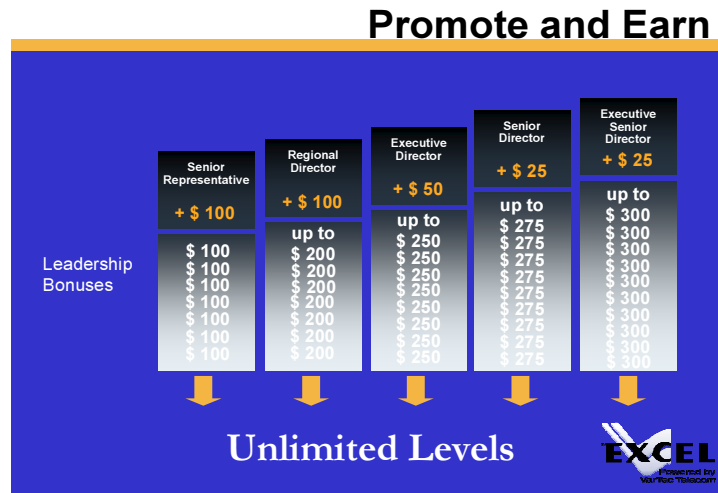 Promote and Earn
Leadership
Bonuses
Senior
Representative
+ $ 100
$ 100
$ 100
$ 100
$ 100
$ 100
$ 100
$ 100
Regional
Director
+ $ 100
up to
$ 200
$ 200
$ 200
$ 200
$ 200
$ 200
$ 200
Executive
Director
+ $ 50
up to
$ 250
$ 250
$ 250
$ 250
$ 250
$ 250
$ 250
$ 250
Senior
Director
+ $ 25
up to
$ 275
$ 275
$ 275
$ 275
$ 275
$ 275
$ 275
$ 275
$ 275
Executive
Senior
Director
+ $ 25
up to
$ 300
$ 300
$ 300
$ 300
$ 300
$ 300
$ 300
$ 300
$ 300
$ 300
Unlimited Levels
EXCEL
Powered by
VarTec Telecom